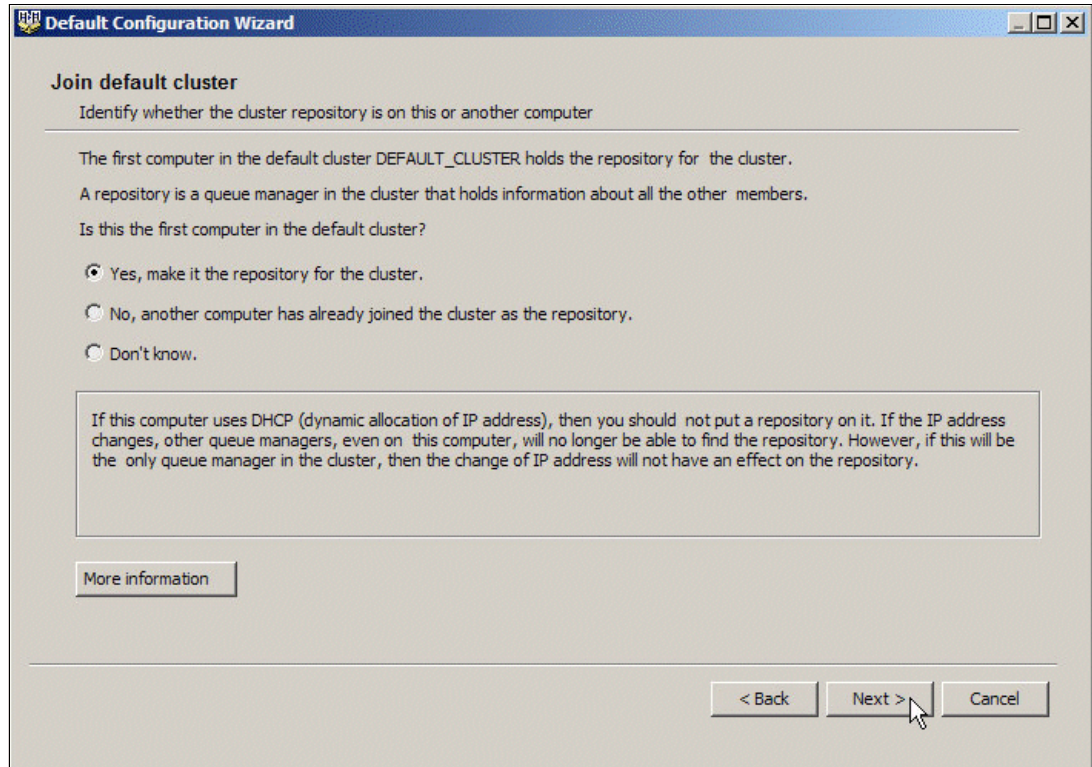 Default Configuration Wizard
Join default cluster
Identify whether the cluster repository is on this or another computer
The first computer in the default cluster DEFAULT_CLUSTER holds the repository for the cluster.
A repository is a queue manager in the cluster that holds information about all the other members.
Is this the first computer in the default cluster?
Yes, make it the repository for the cluster.
No, another computer has already joined the cluster as the repository.
Don't know.
If this computer uses DHCP (dynamic allocation of IP address), then you should not put a repository on it. If the IP address
changes, other queue managers, even on this computer, will no longer be able to find the repository. However, if this will be
the only queue manager in the cluster, then the change of IP address will not have an effect on the repository.
More information
< Back Next > Cancel